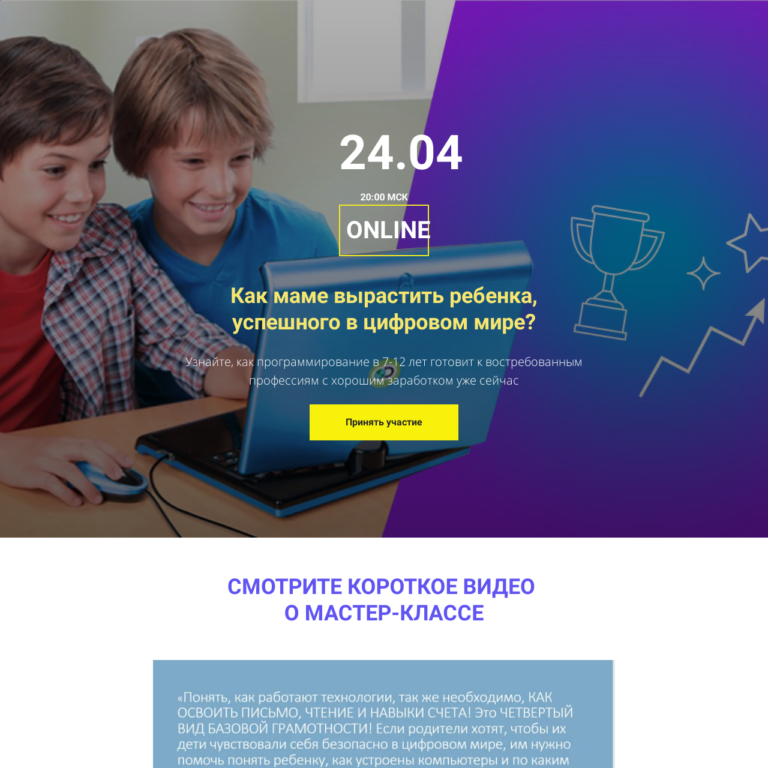 24.04
20:00 МСК
ONLINE
Как маме вырастить ребенка,
успешного в цифровом мире?
Узнайте, как программирование в 7-12 лет готовит к востребованным
профессиям с хорошим заработком уже сейчас
Принять участие
СМОТРИТЕ КОРОТКОЕ ВИДЕО
О МАСТЕР-КЛАССЕ
«Понять, как работают технологии, так же необходимо, КАК
ОСВОИТЬ ПИСЬМО, ЧТЕНИЕ И НАВЫКИ СЧЕТА! Это ЧЕТВЕРТЫЙ
ВИД БАЗОВОЙ ГРАМОТНОСТИ! Если родители хотят, чтобы их
дети чувствовали себя безопасно в цифровом мире, им нужно
помочь понять ребенку, как устроены компьютеры и по каким